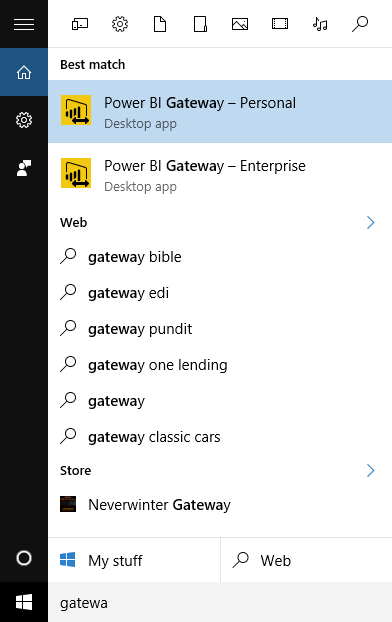 Best match
Power BI Gateway – Personal
Desktop app
Power BI Gateway – Enterprise
Desktop app
Web
gateway bible
gateway edi
gateway pundit
gateway one lending
gateway
gateway classic cars
Store
Neverwinter Gateway
My stuff
Web
gatewa